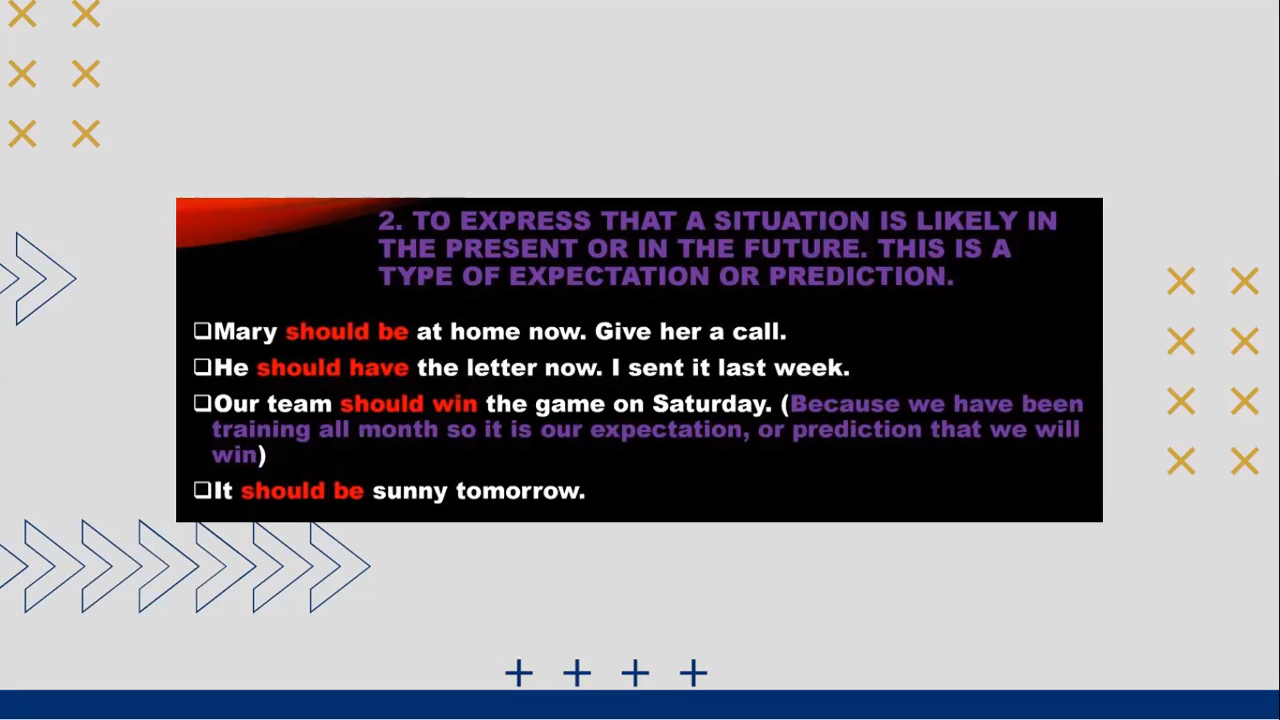 2. TO EXPRESS THAT A SITUATION IS LIKELY IN
THE PRESENT OR IN THE FUTURE. THIS IS A
TYPE OF EXPECTATION OR PREDICTION.
❑Mary should be at home now. Give her a call.
❑He should have the letter now. I sent it last week.
❑Our team should win the game on Saturday. (Because we have been
training all month so it is our expectation, or prediction that we will
win)
❑It should be sunny tomorrow.